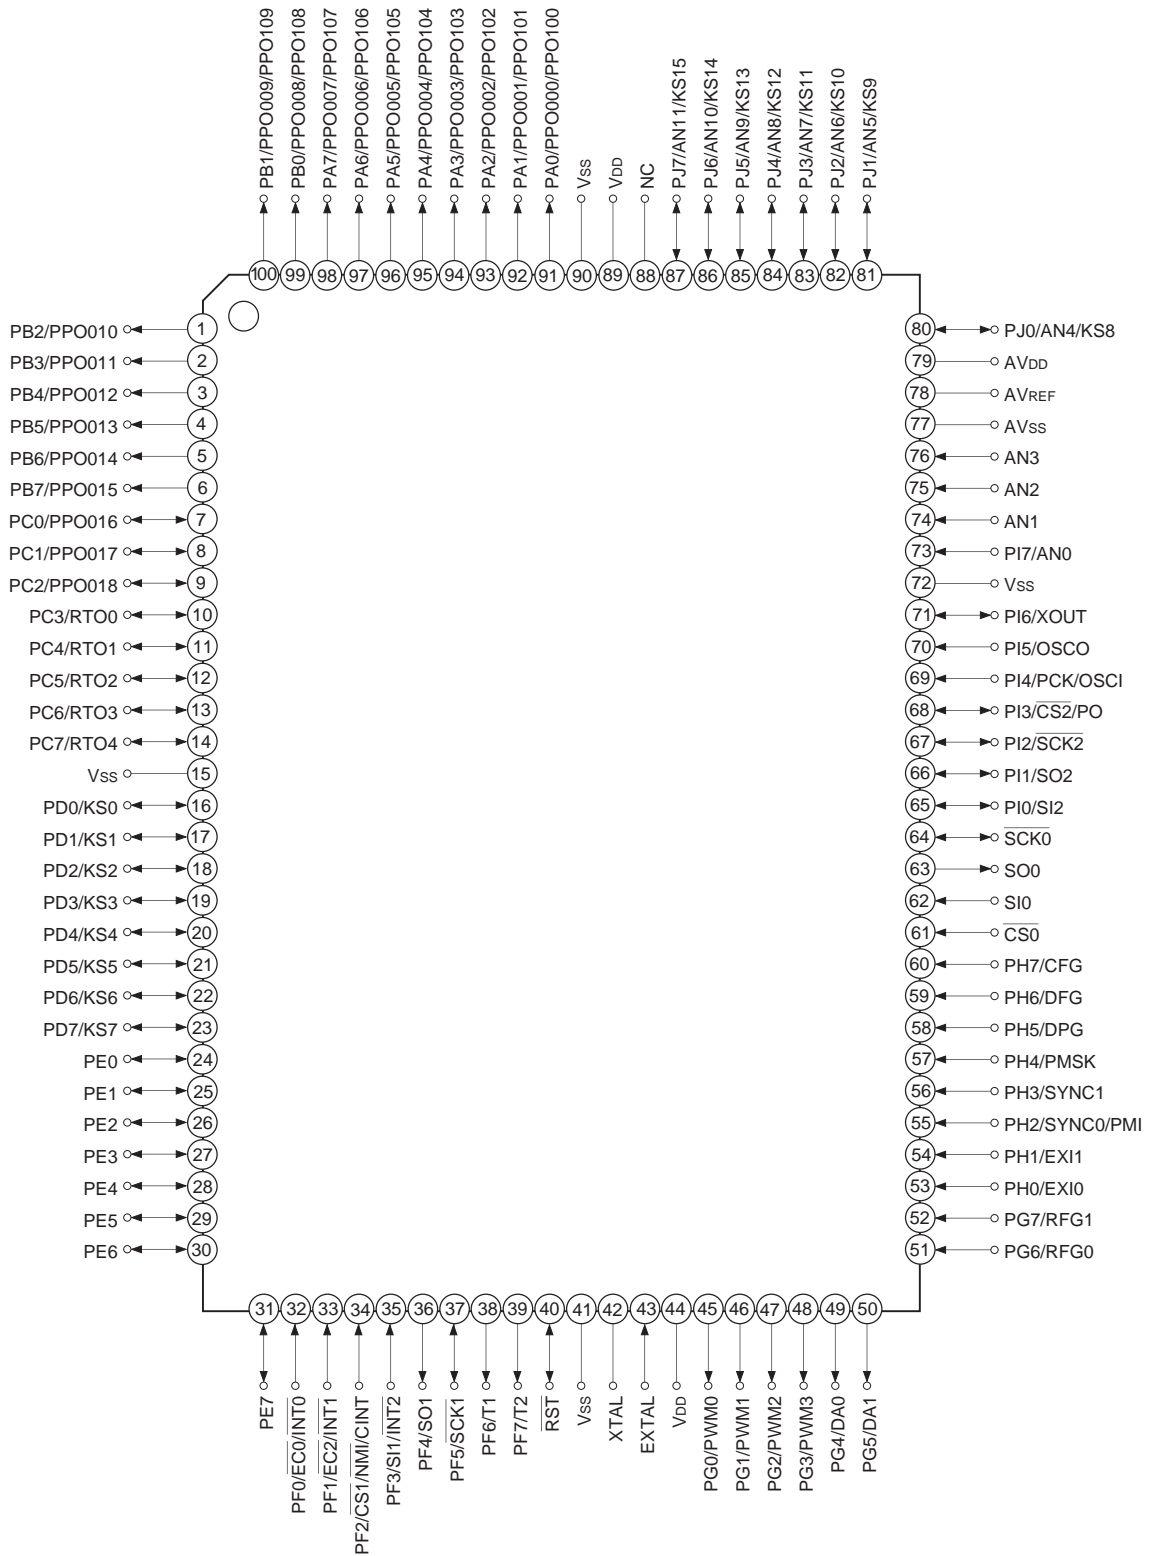 PB1/PPO009/PPO109
PB0/PPO008/PPO108
PA7/PPO007/PPO107
PA6/PPO006/PPO106
PA5/PPO005/PPO105
PA4/PPO004/PPO104
PA3/PPO003/PPO103
PA2/PPO002/PPO102
PA1/PPO001/PPO101
PA0/PPO000/PPO100
Vss
VDD
NC
PJ7/AN11/KS15
PJ6/AN10/KS14
PJ5/AN9/KS13
PJ4/AN8/KS12
PJ3/AN7/KS11
PJ2/AN6/KS10
PJ1/AN5/KS9
100 99 98 97 96 95 94 93 92 91 90 89 88 87 86 85 84 83 82 81
PB2/PPO010 1
PB3/PPO011 2
PB4/PPO012 3
PB5/PPO013 4
PB6/PPO014 5
PB7/PPO015 6
PC0/PPO016 7
PC1/PPO017 8
PC2/PPO018 9
PC3/RTO0 10
PC4/RTO1 11
PC5/RTO2 12
PC6/RTO3 13
PC7/RTO4 14
Vss 15
PD0/KS0 16
PD1/KS1 17
PD2/KS2 18
PD3/KS3 19
PD4/KS4 20
PD5/KS5 21
PD6/KS6 22
PD7/KS7 23
PE0 24
PE1 25
PE2 26
PE3 27
PE4 28
PE5 29
PE6 30
80 PJ0/AN4/KS8
79 AVDD
78 AVREF
77 AVss
76 AN3
75 AN2
74 AN1
73 PI7/AN0
72 Vss
71 PI6/XOUT
70 PI5/OSCO
69 PI4/PCK/OSCI
68 PI3/C̅S̅2̅/PO
67 PI2/S̅C̅K̅2̅
66 PI1/SO2
65 PI0/SI2
64 S̅C̅K̅0̅
63 SO0
62 SI0
61 C̅S̅0̅
60 PH7/CFG
59 PH6/DFG
58 PH5/DPG
57 PH4/PMSK
56 PH3/SYNC1
55 PH2/SYNC0/PMI
54 PH1/EXI1
53 PH0/EXI0
52 PG7/RFG1
51 PG6/RFG0
31 32 33 34 35 36 37 38 39 40 41 42 43 44 45 46 47 48 49 50
PE7
PF0/E̅C̅0̅/I̅N̅T̅0̅
PF1/E̅C̅2̅/I̅N̅T̅1̅
PF2/C̅S̅1̅/N̅M̅I̅/CINT
PF3/SI1/I̅N̅T̅2̅
PF4/SO1
PF5/S̅C̅K̅1̅
PF6/T1
PF7/T2
R̅S̅T̅
Vss
XTAL
EXTAL
VDD
PG0/PWM0
PG1/PWM1
PG2/PWM2
PG3/PWM3
PG4/DA0
PG5/DA1